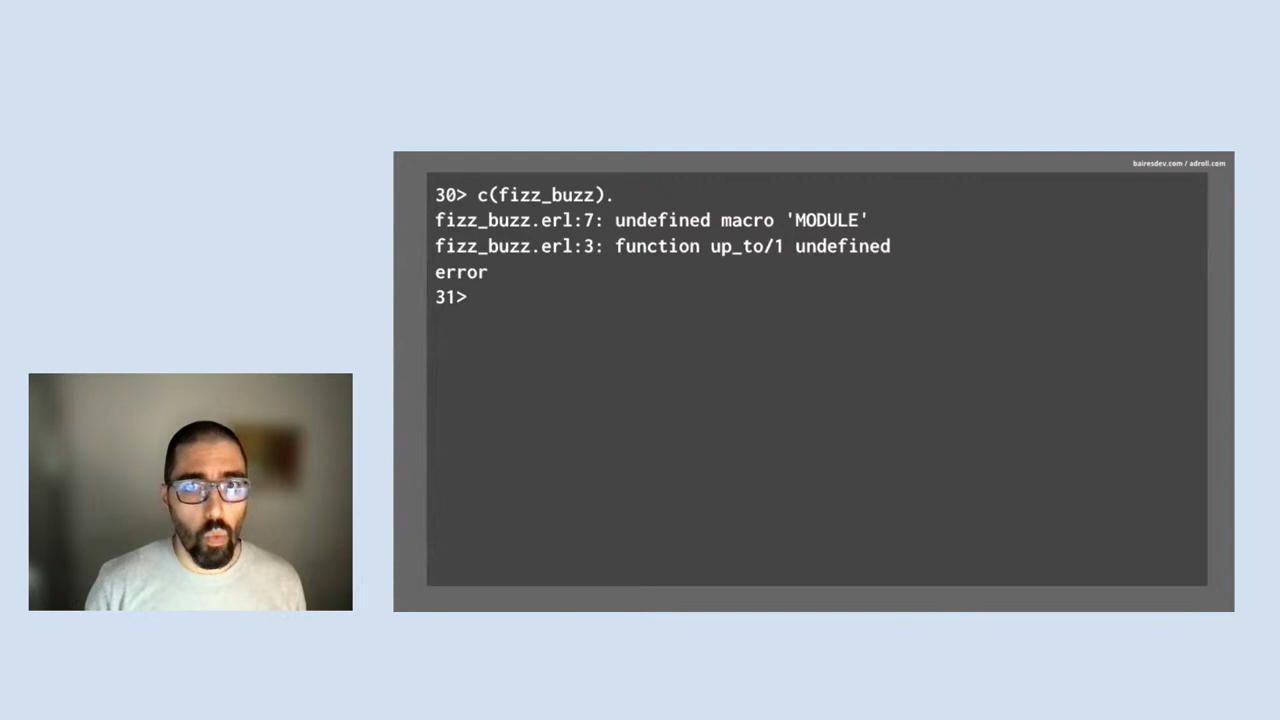 bairesdev.com / adroll.com
30> c(fizz_buzz).
fizz_buzz.erl:7: undefined macro 'MODULE'
fizz_buzz.erl:3: function up_to/1 undefined
error
31>